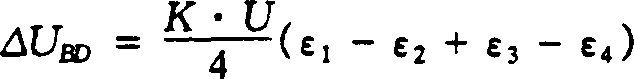 ΔU_BD = K · U / 4 (ε₁ − ε₂ + ε₃ − ε₄)